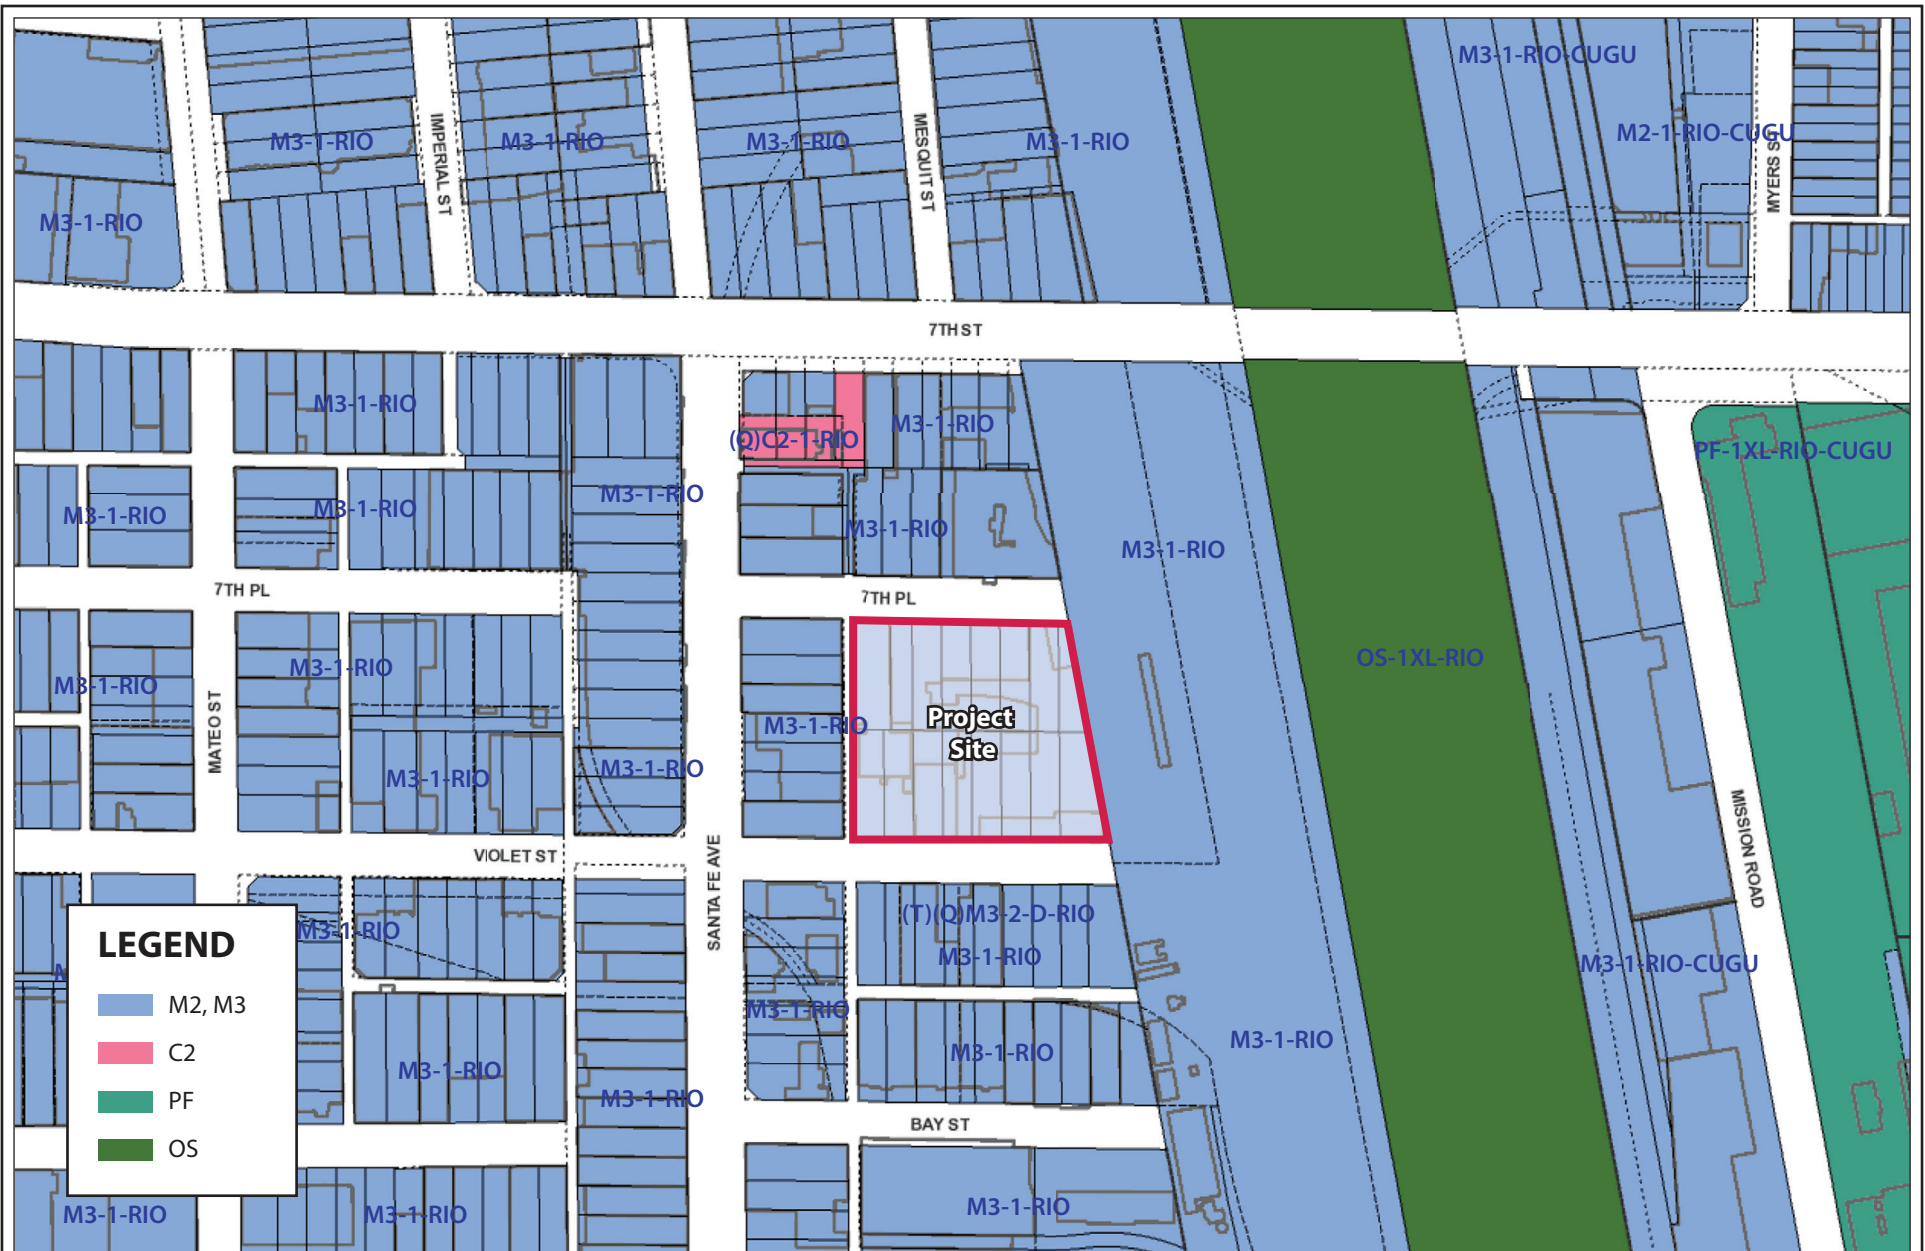 M3-1-RIO-CUGU
M2-1-RIO-CUGU
M3-1-RIO
M3-1-RIO
M3-1-RIO
M3-1-RIO
M3-1-RIO
IMPERIAL ST
MESQUIT ST
MYERS ST
7TH ST
M3-1-RIO
M3-1-RIO
(Q)C2-1-RIO
PF-1XL-RIO-CUGU
M3-1-RIO
M3-1-RIO
M3-1-RIO
M3-1-RIO
M3-1-RIO
7TH PL
7TH PL
M3-1-RIO
OS-1XL-RIO
M3-1-RIO
M3-1-RIO
MATEO ST
M3-1-RIO
Project
Site
M3-1-RIO
M3-1-RIO
MISSION ROAD
VIOLET ST
SANTA FE AVE
(T)(Q)M3-2-D-RIO
M3-1-RIO
M3-1-RIO
M3-1-RIO-CUGU
M3-1-RIO
M3-1-RIO
M3-1-RIO
M3-1-RIO
M3-1-RIO
BAY ST
M3-1-RIO
M3-1-RIO
M3-1-RIO
LEGEND
M2, M3
C2
PF
OS